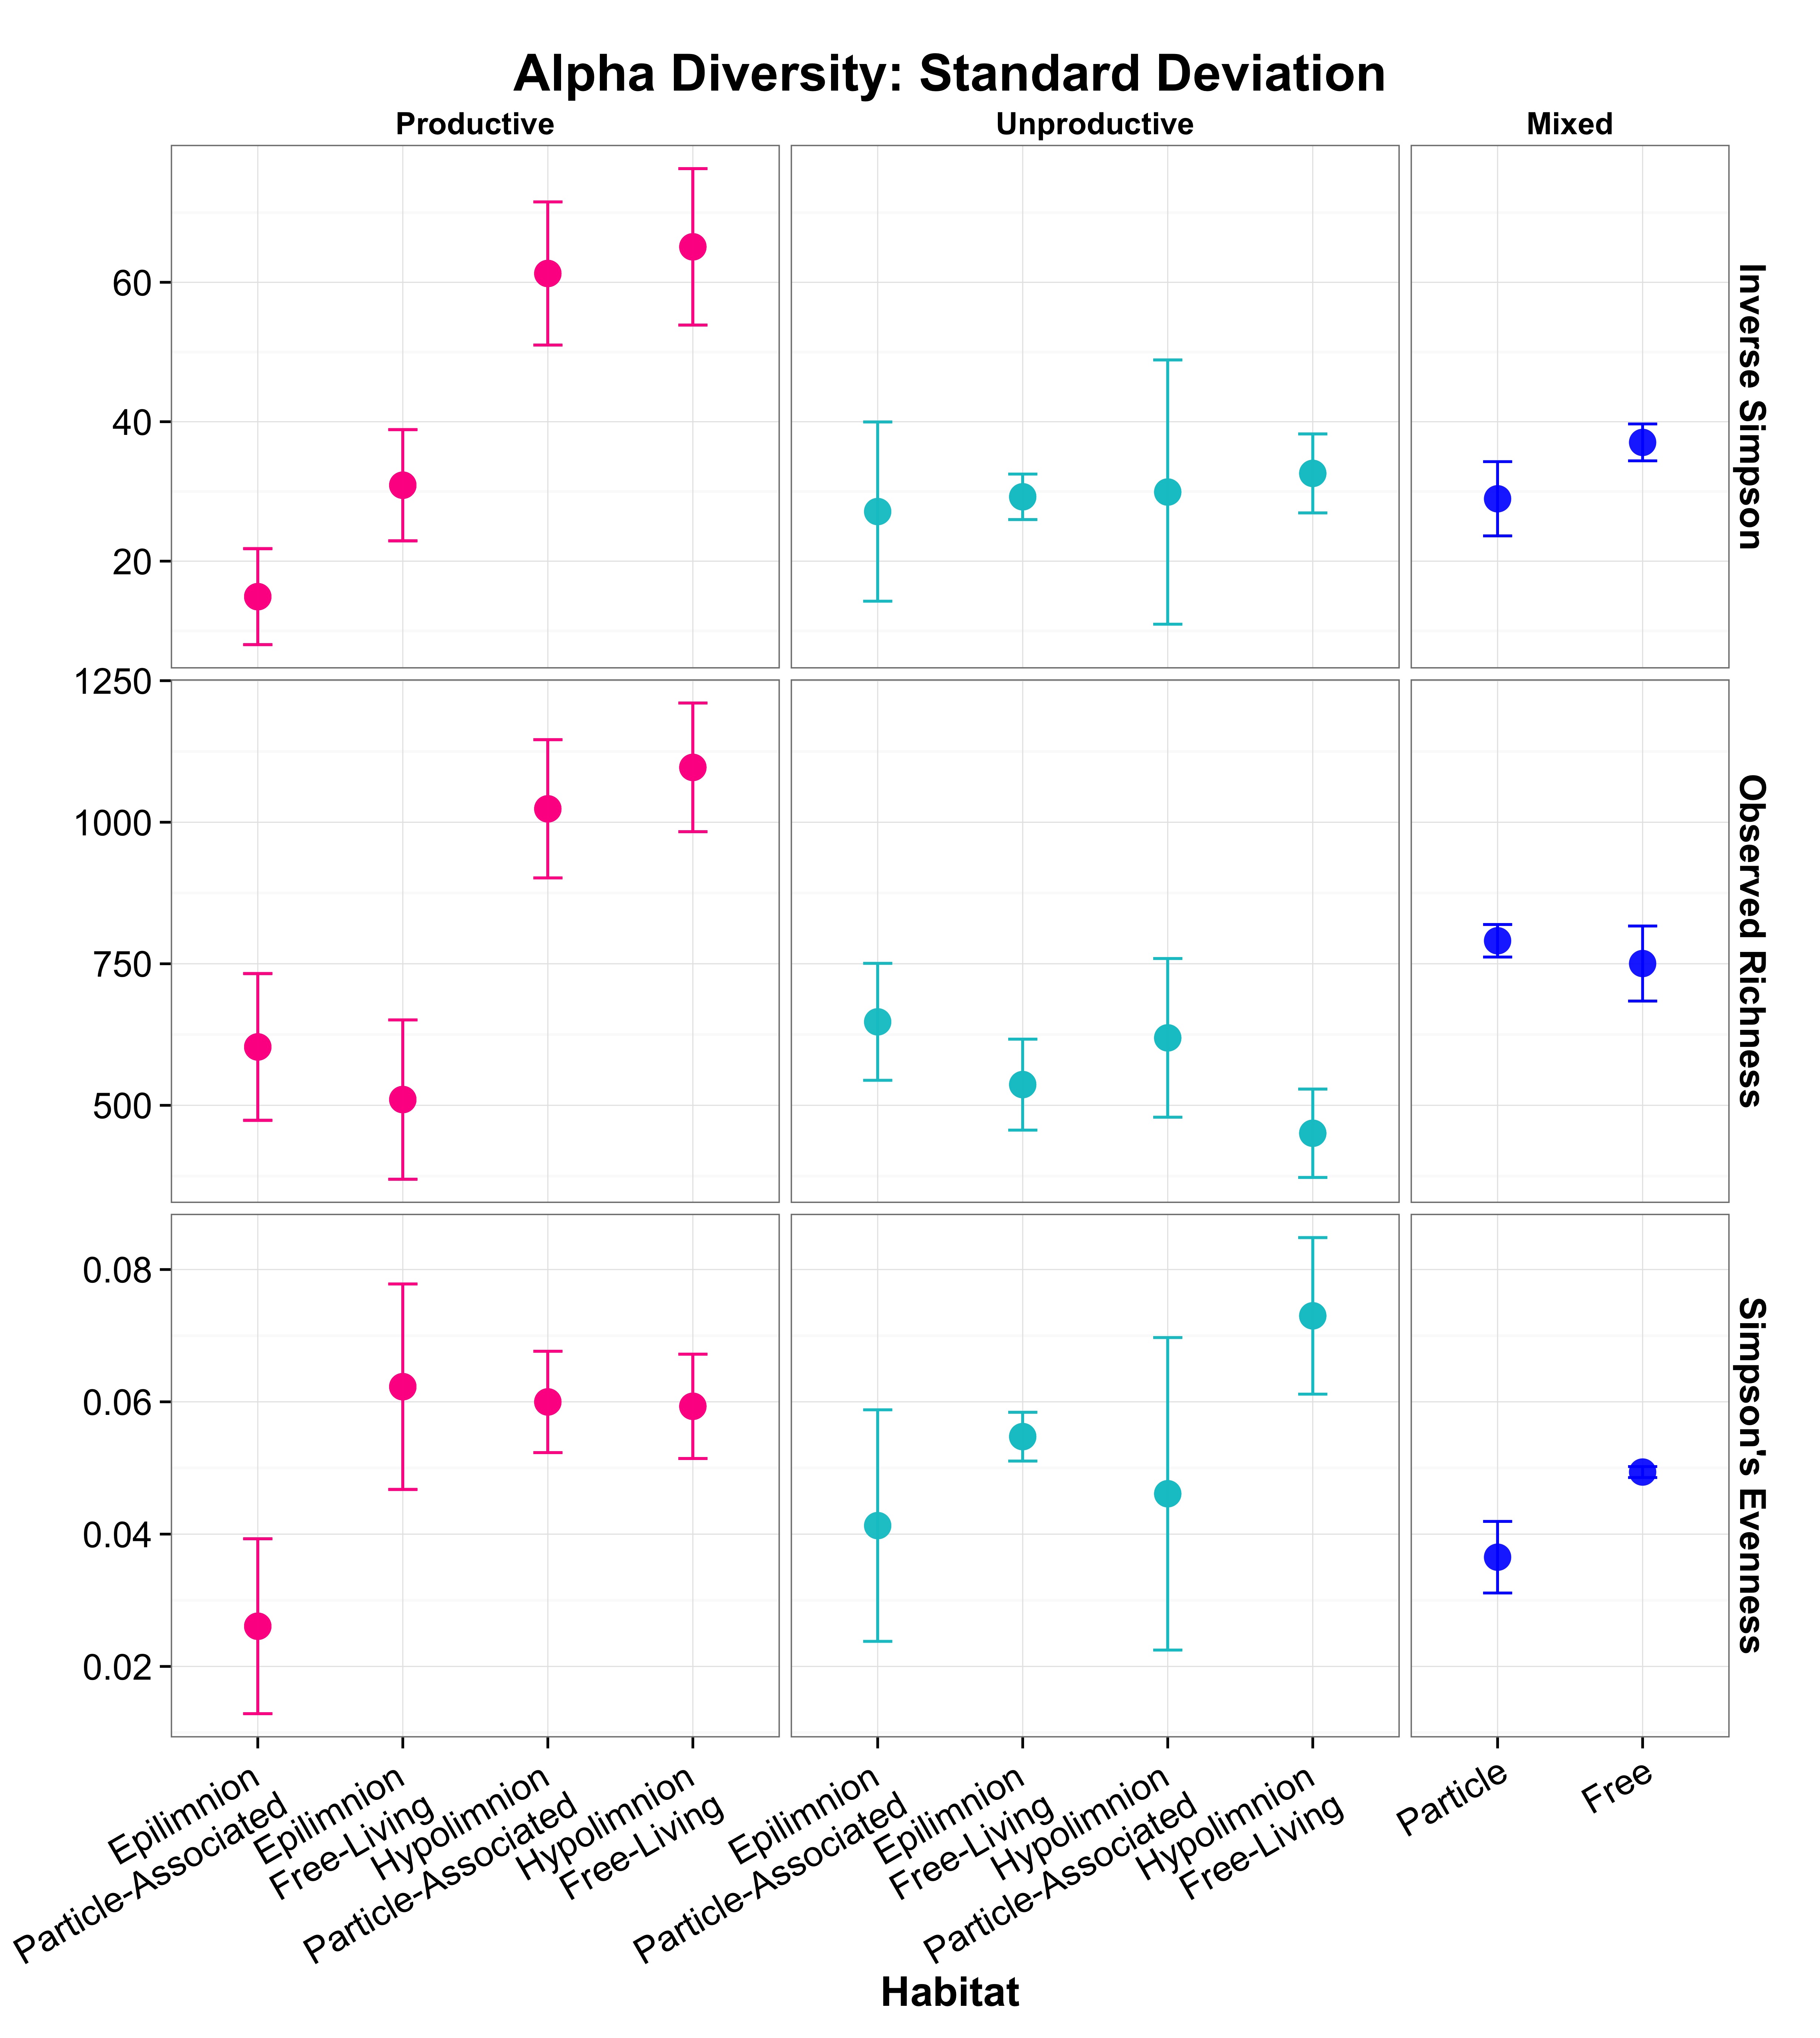 Alpha Diversity: Standard Deviation
Productive
Unproductive
Mixed
60
40
20
Inverse Simpson
1250
1000
750
500
Observed Richness
0.08
0.06
0.04
0.02
Simpson's Evenness
Epilimnion
Particle-Associated
Epilimnion
Free-Living
Hypolimnion
Particle-Associated
Hypolimnion
Free-Living
Epilimnion
Particle-Associated
Epilimnion
Free-Living
Hypolimnion
Particle-Associated
Hypolimnion
Free-Living
Particle
Free
Habitat